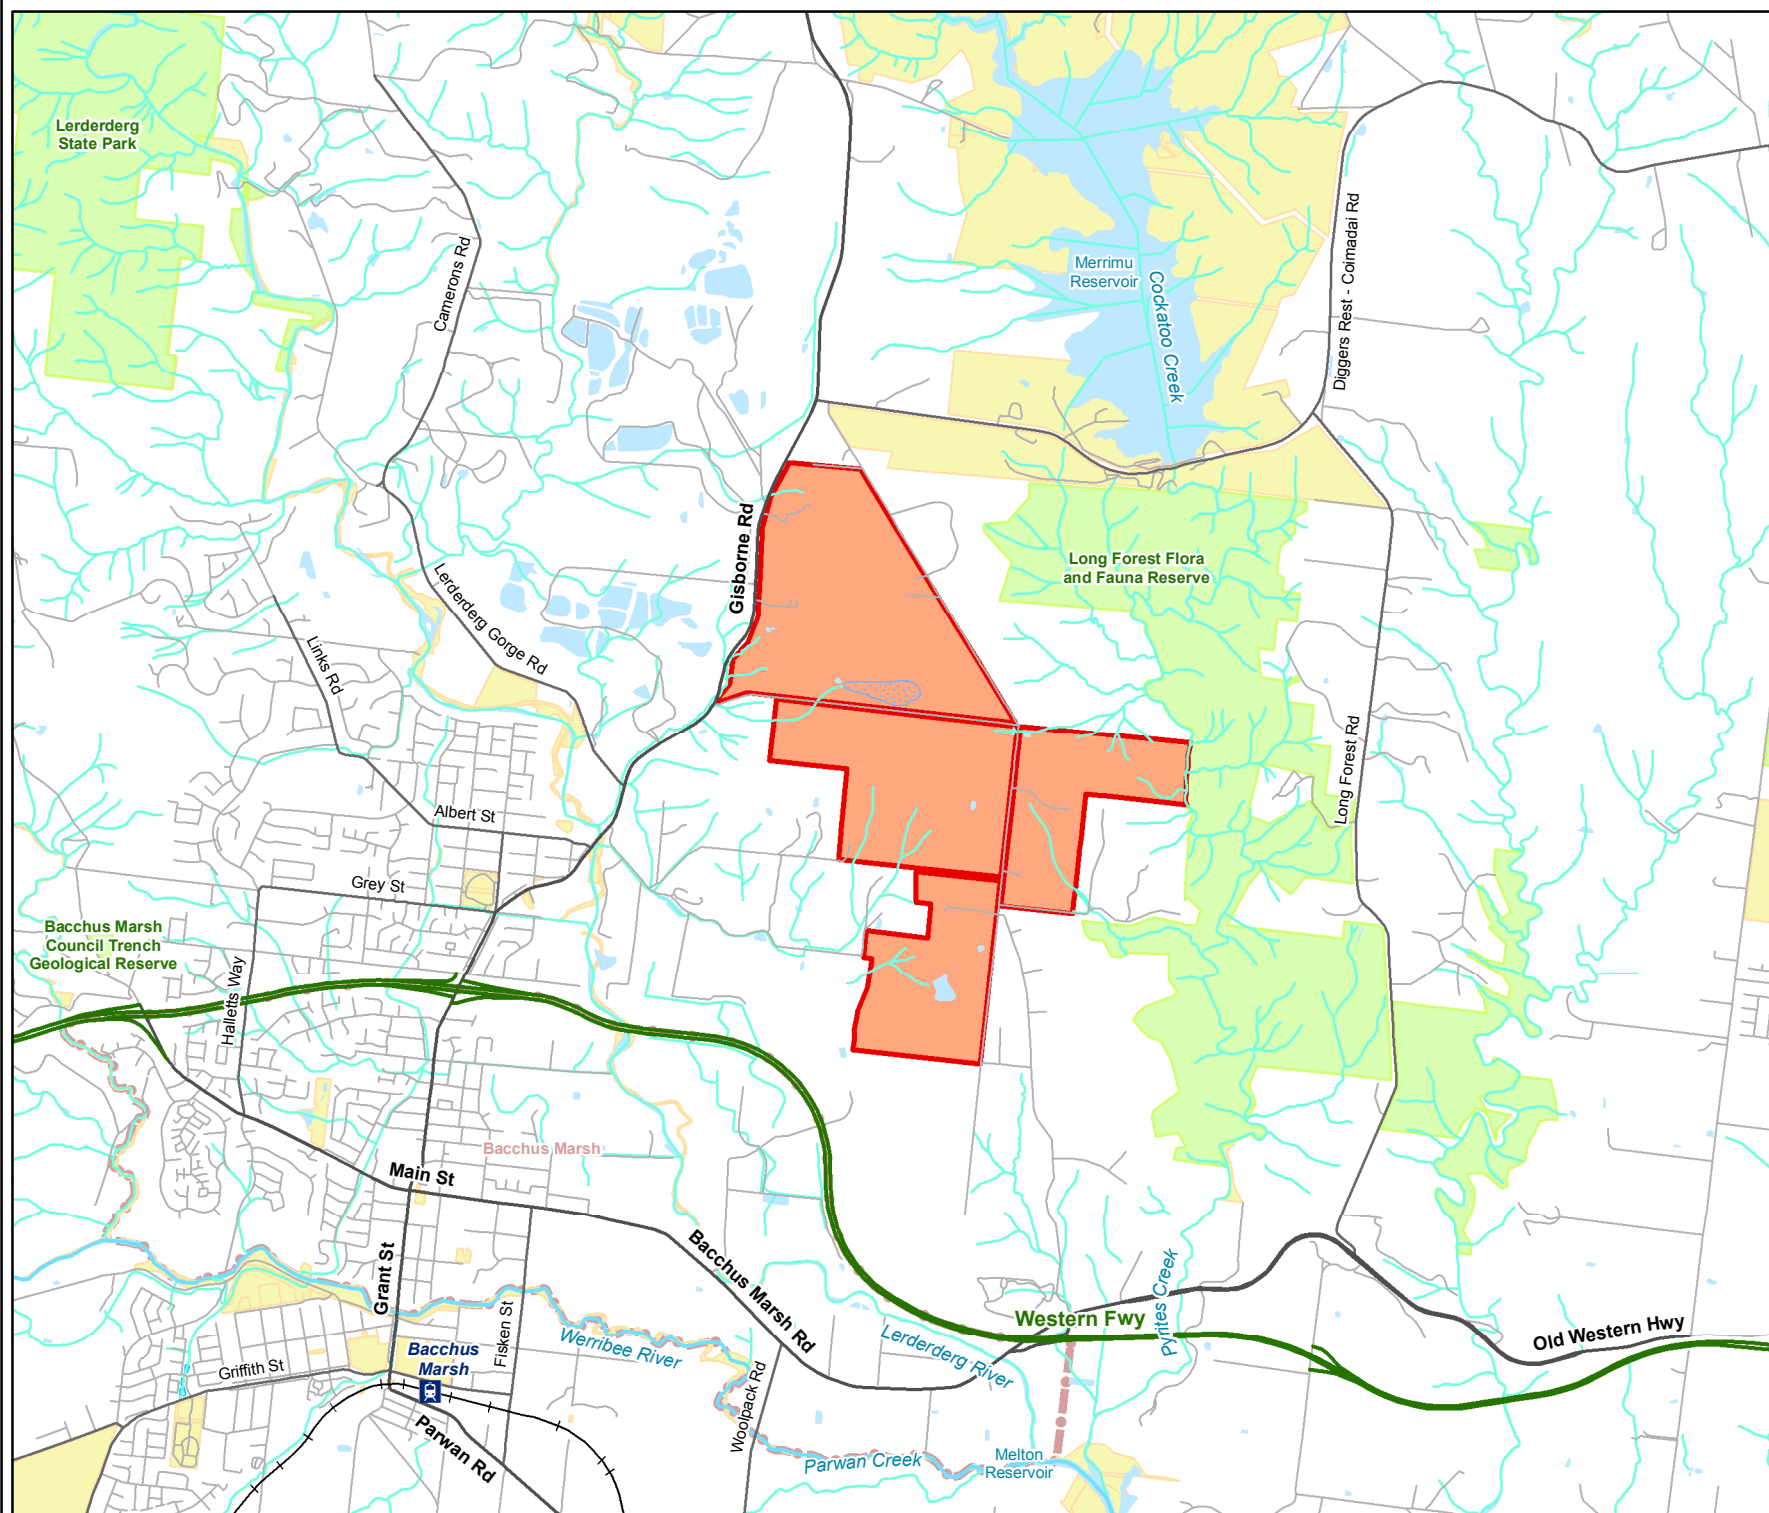 Lerderderg
State Park
Camerons Rd
Merrimu
Reservoir
Cockatoo Creek
Diggers Rest - Coimadai Rd
Gisborne Rd
Long Forest Flora
and Fauna Reserve
Lerderderg Gorge Rd
Links Rd
Long Forest Rd
Albert St
Grey St
Bacchus Marsh
Council Trench
Geological Reserve
Halletts Way
Bacchus Marsh
Main St
Grant St
Bacchus Marsh Rd
Fisken St
Werribee River
Western Fwy
Pyrites Creek
Lerderderg River
Old Western Hwy
Bacchus
Marsh
Griffith St
Woolpack Rd
Parwan Rd
Parwan Creek
Melton
Reservoir